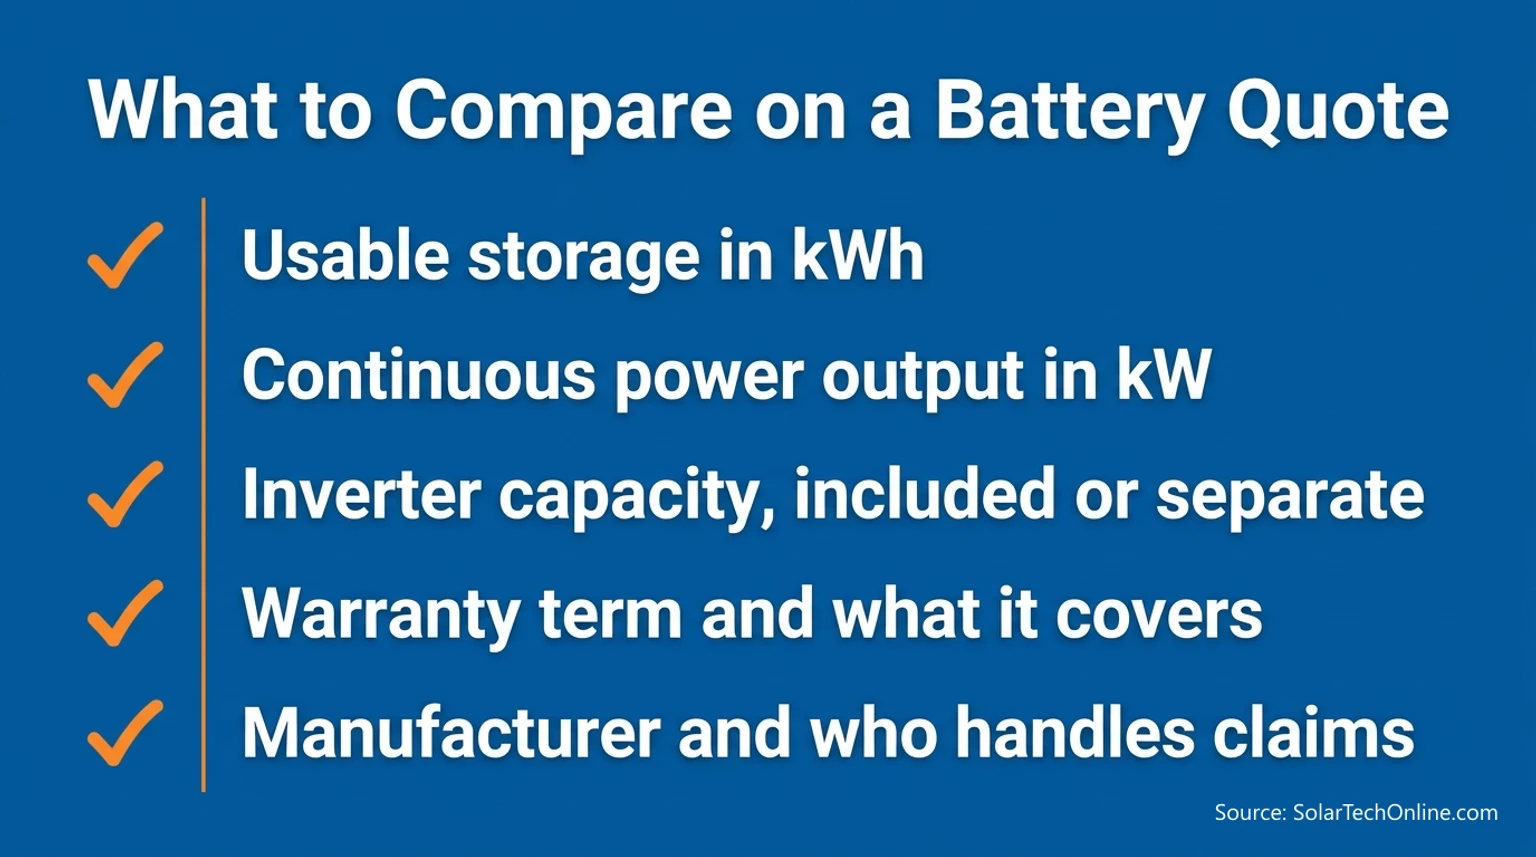 What to Compare on a Battery Quote
Usable storage in kWh
Continuous power output in kW
Inverter capacity, included or separate
Warranty term and what it covers
Manufacturer and who handles claims
Source: SolarTechOnline.com